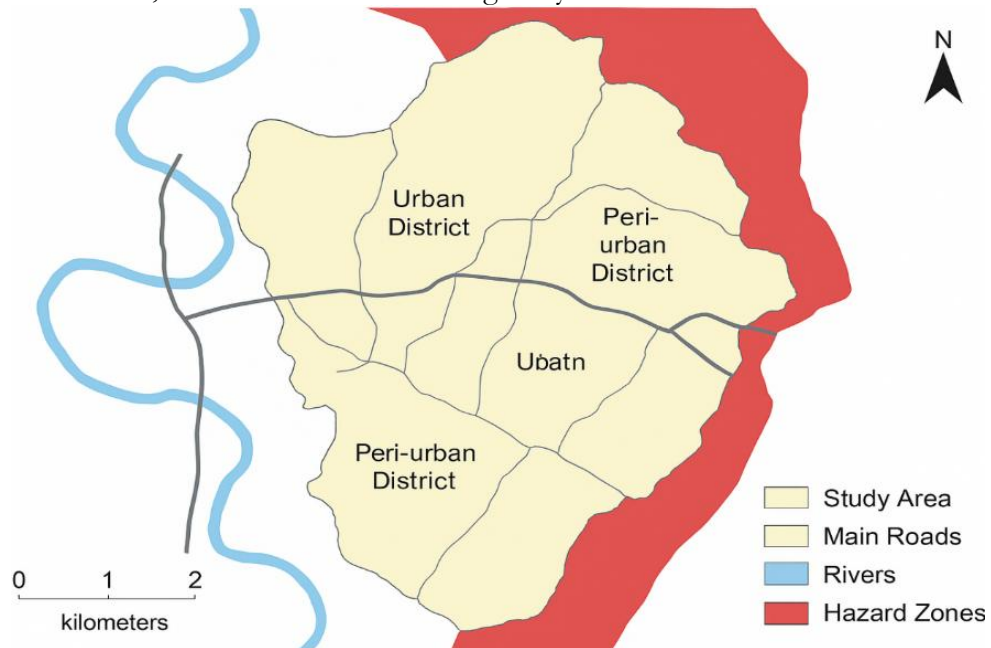 N
Urban
District
Peri-
urban
District
Peri-urban
District
Study Area
Main Roads
Rivers
Hazard Zones
0 1 2
kilometers